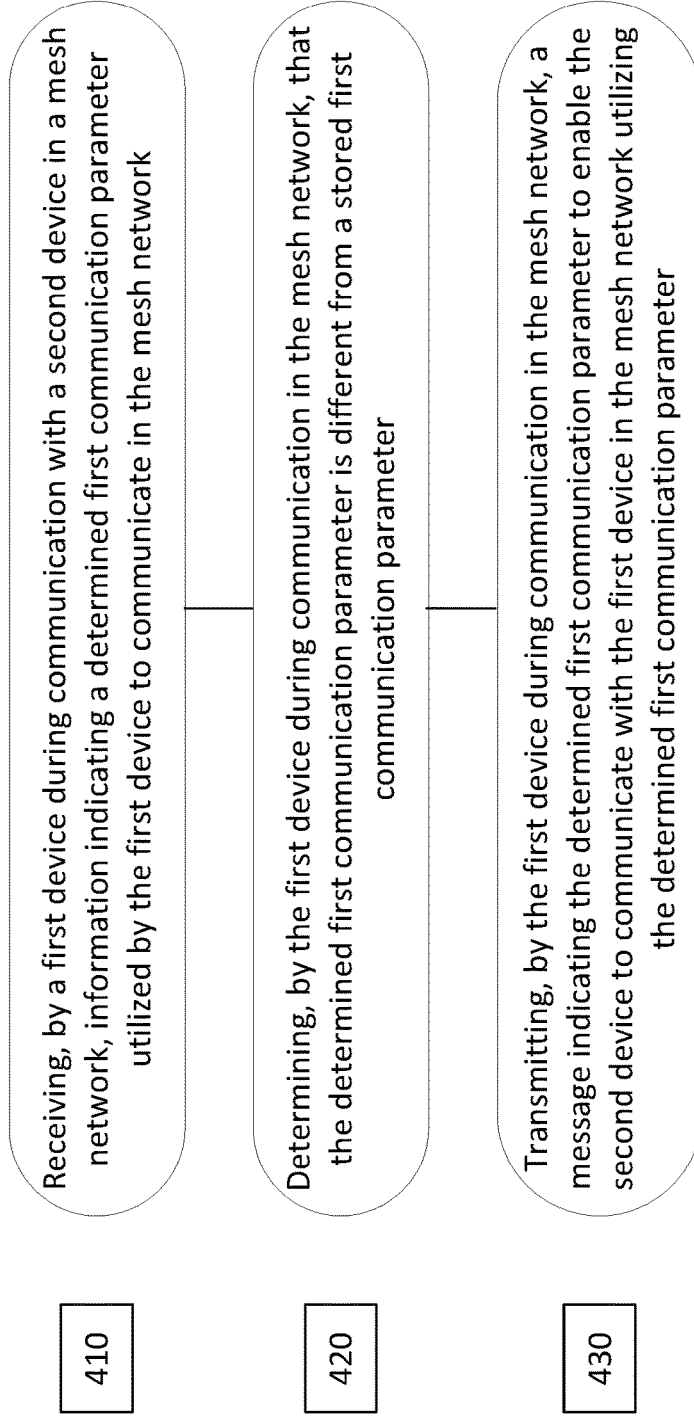 410
Receiving, by a first device during communication with a second device in a mesh
network, information indicating a determined first communication parameter
utilized by the first device to communicate in the mesh network
420
Determining, by the first device during communication in the mesh network, that
the determined first communication parameter is different from a stored first
communication parameter
430
Transmitting, by the first device during communication in the mesh network, a
message indicating the determined first communication parameter to enable the
second device to communicate with the first device in the mesh network utilizing
the determined first communication parameter